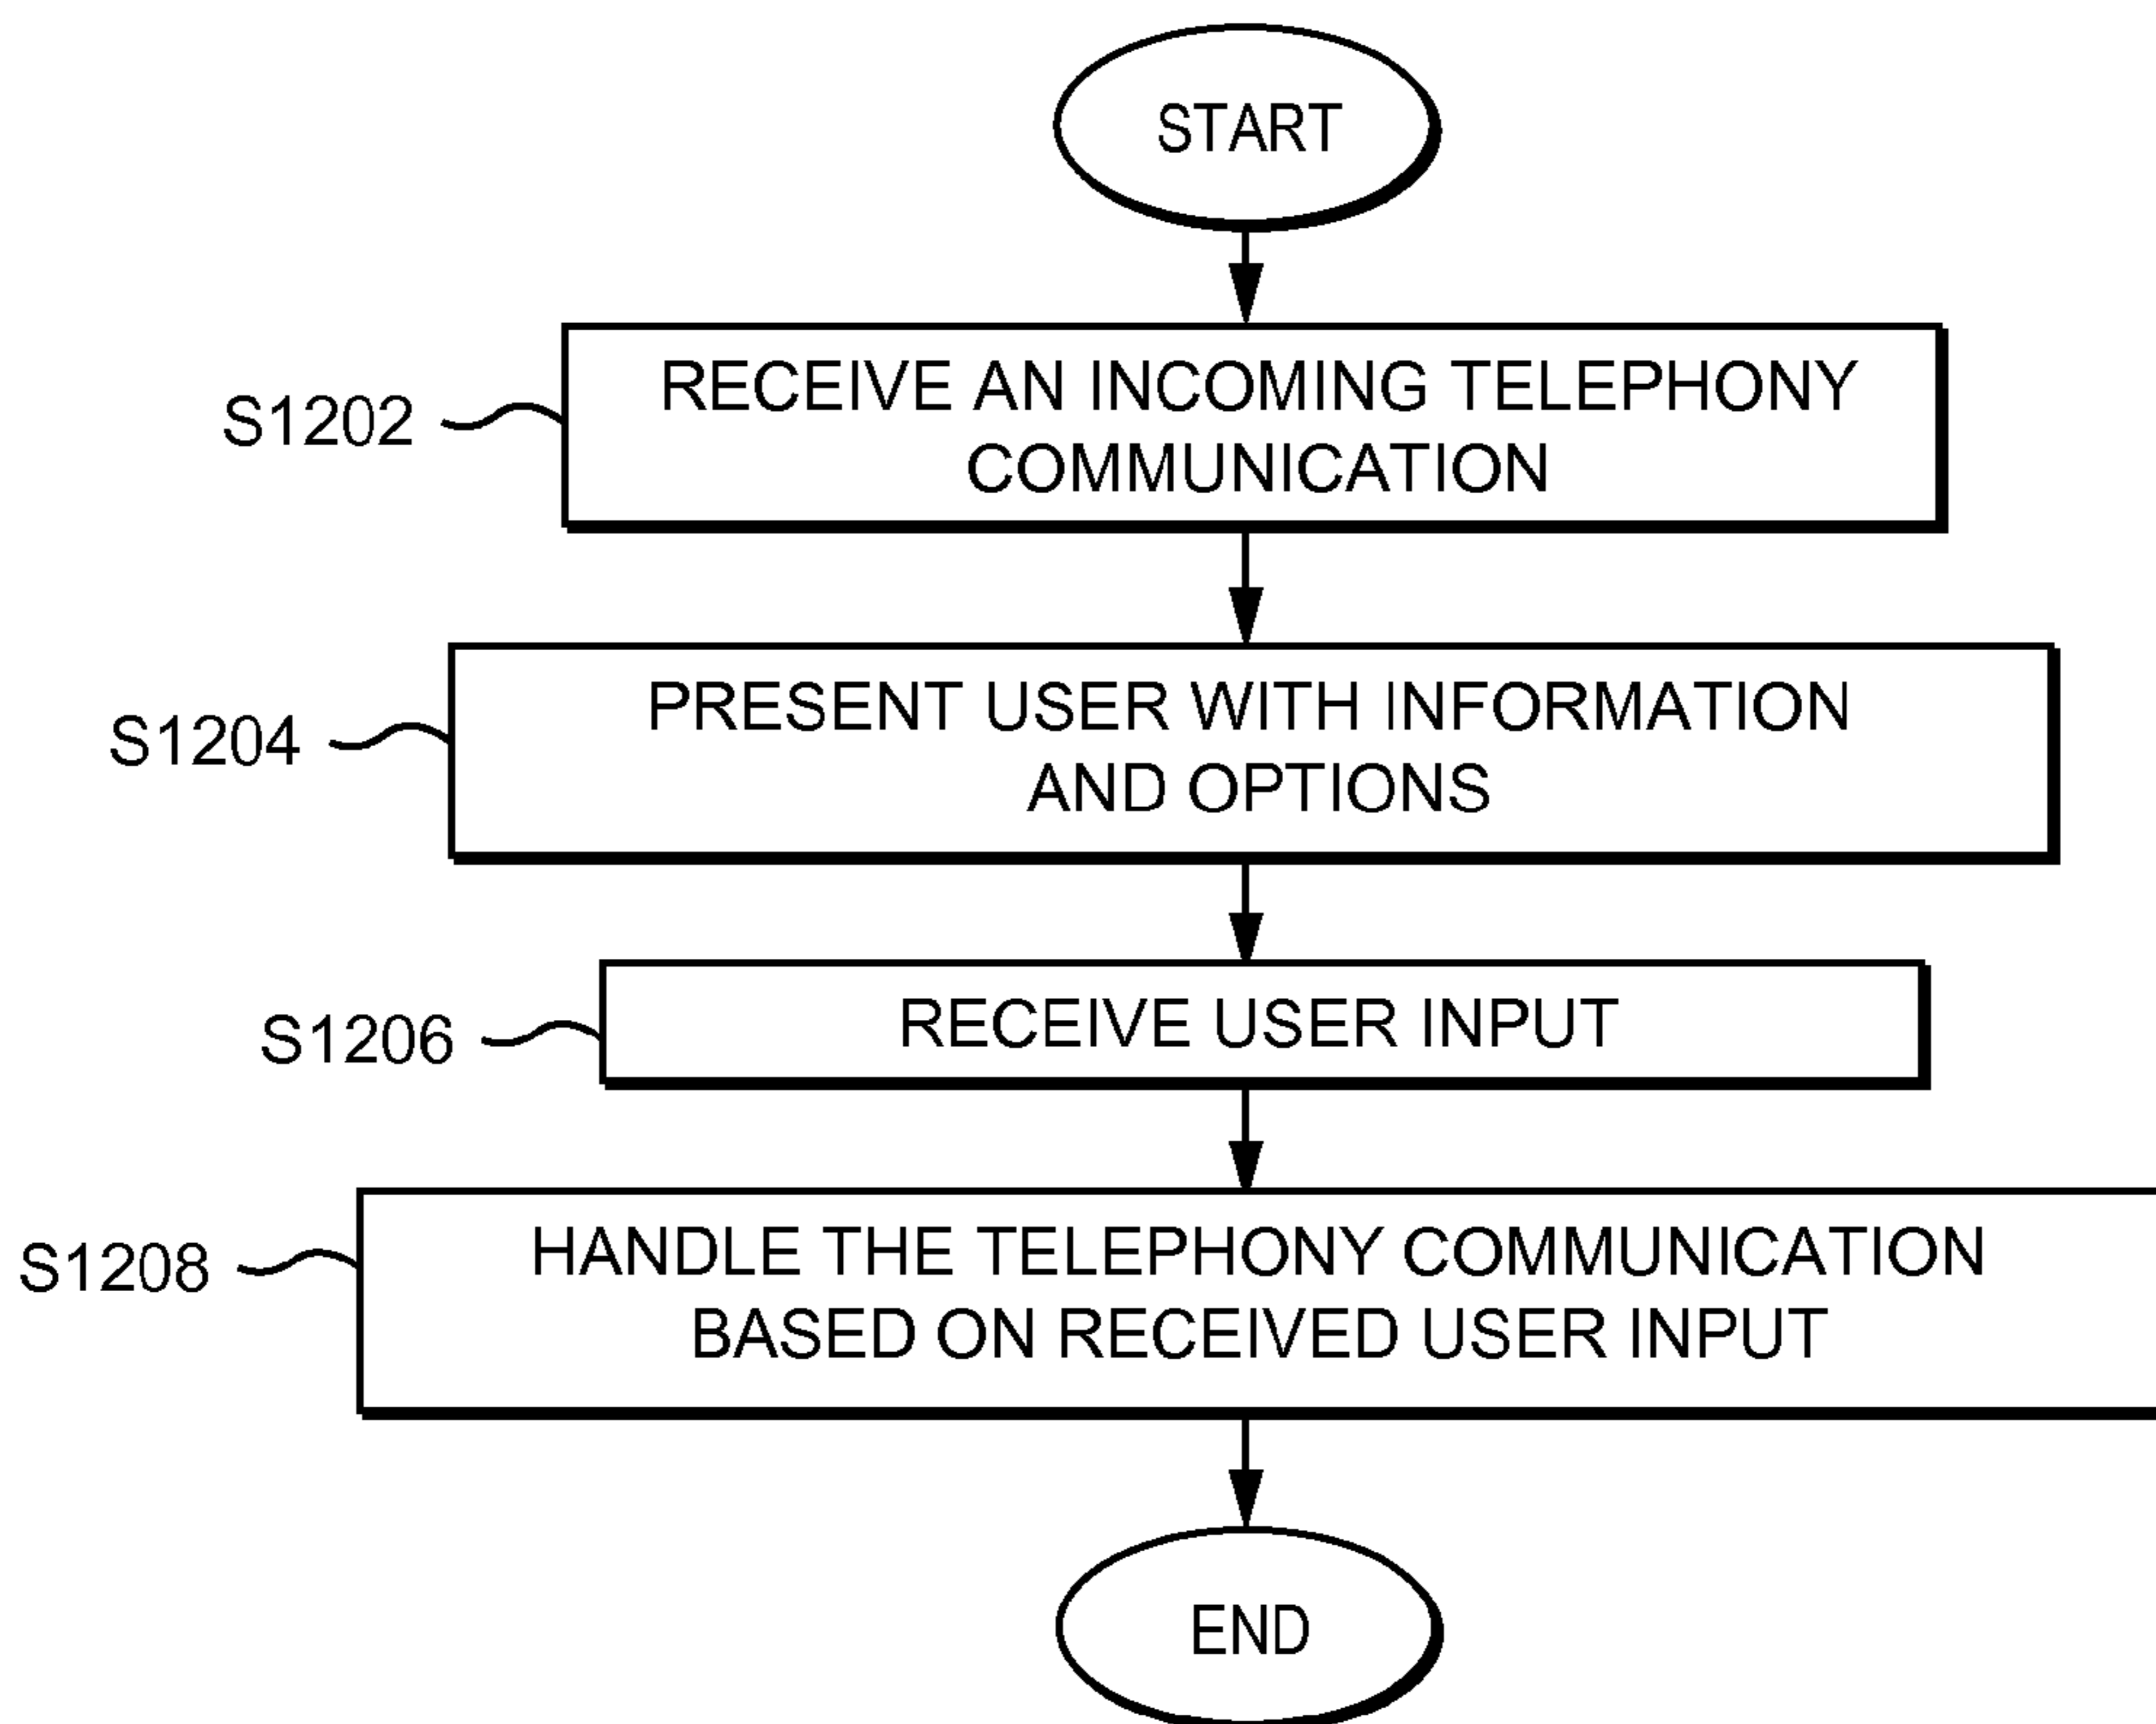 START
S1202
RECEIVE AN INCOMING TELEPHONY
COMMUNICATION
S1204
PRESENT USER WITH INFORMATION
AND OPTIONS
S1206
RECEIVE USER INPUT
S1208
HANDLE THE TELEPHONY COMMUNICATION
BASED ON RECEIVED USER INPUT
END